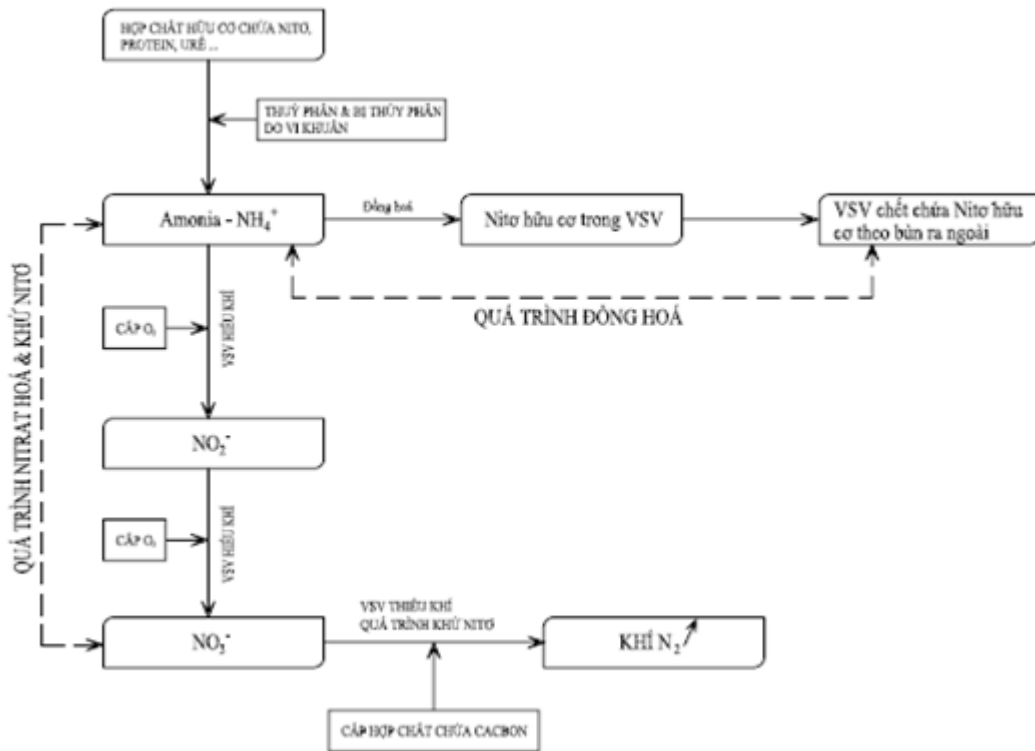 HỢP CHẤT HỮU CƠ CHỨA NITƠ,
PROTEIN, URÊ ...
THUỶ PHÂN & BỊ THỦY PHÂN
DO VI KHUẨN
Amonia - NH₄⁺
Đồng hoá
Nitơ hữu cơ trong VSV
VSV chết chứa Nitơ hữu
cơ theo bùn ra ngoài
QUÁ TRÌNH ĐỒNG HOÁ
QUÁ TRÌNH NITRAT HOÁ & KHỬ NITƠ
CẤP O₂
VSV HIẾU KHÍ
NO₂⁻
CẤP O₂
VSV HIẾU KHÍ
NO₃⁻
VSV THIẾU KHÍ
QUÁ TRÌNH KHỬ NITƠ
KHÍ N₂
CẤP HỢP CHẤT CHỨA CACBON